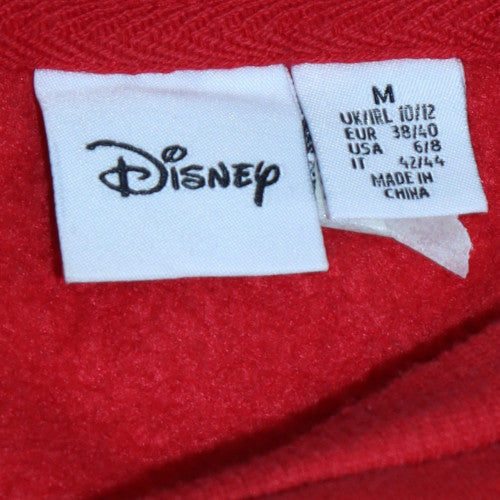 Disney
M
UK/IRL 10/12
EUR 38/40
USA 6/8
IT 42/44
MADE IN
CHINA